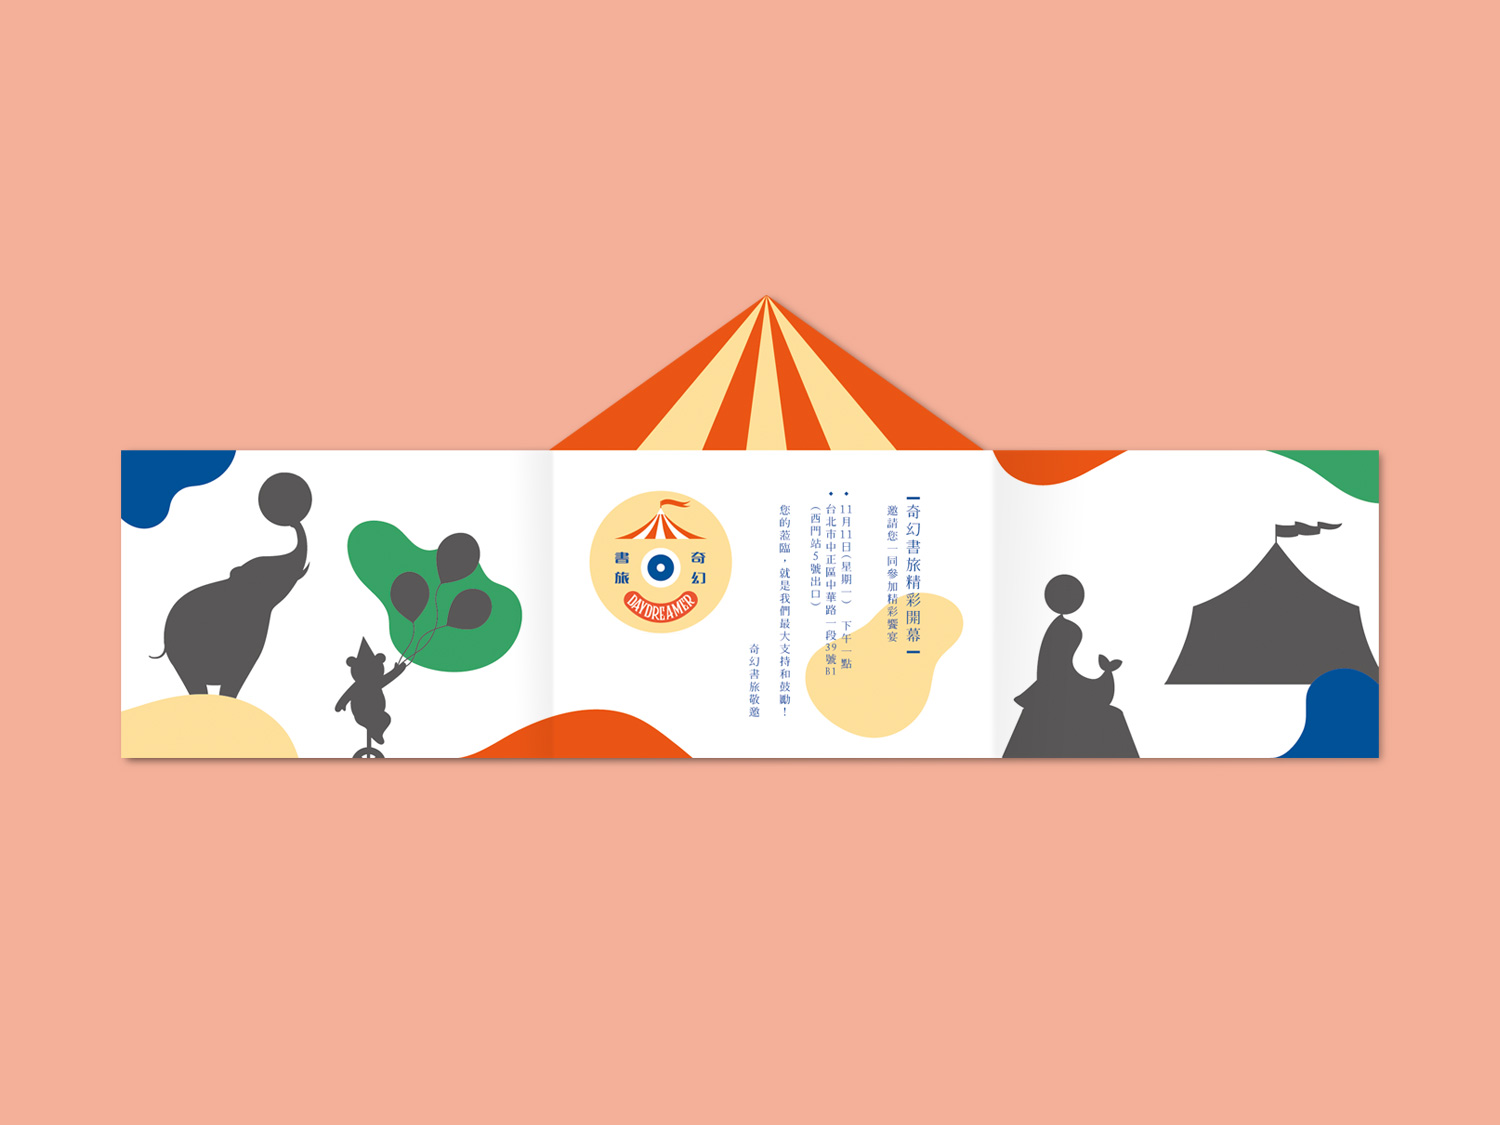 奇幻書旅精彩開幕
邀請您一同參加精彩饗宴
• 11月11日(星期一) 下午一點
• 台北市中正區中華路一段39號B1
(西門站5號出口)
您的蒞臨，就是我們最大支持和鼓勵！
奇幻書旅敬邀
奇幻
書旅
DAYDREAMER